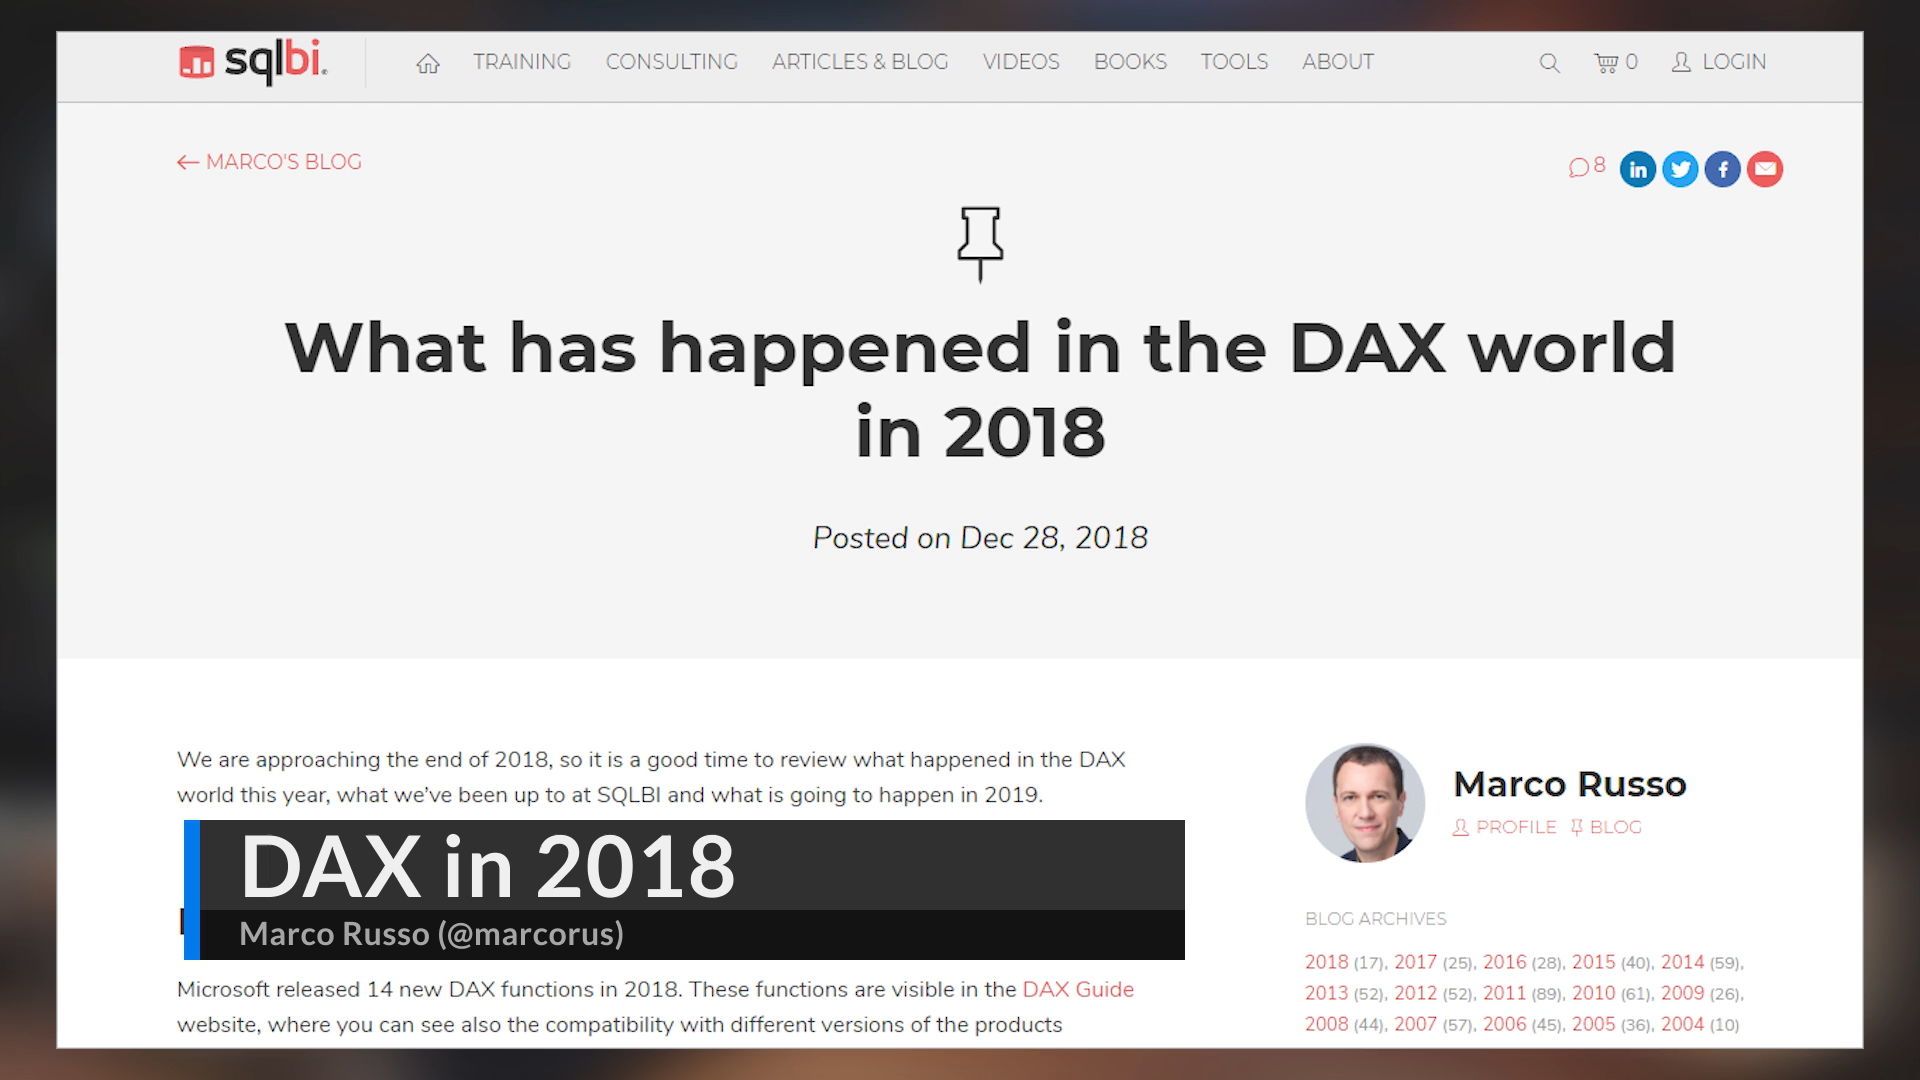 sqlbi.
TRAINING CONSULTING ARTICLES & BLOG VIDEOS BOOKS TOOLS ABOUT 0 LOGIN
← MARCO'S BLOG
8
What has happened in the DAX world
in 2018
Posted on Dec 28, 2018
We are approaching the end of 2018, so it is a good time to review what happened in the DAX
world this year, what we've been up to at SQLBI and what is going to happen in 2019.
DAX in 2018
Marco Russo (@marcorus)
Microsoft released 14 new DAX functions in 2018. These functions are visible in the DAX Guide
website, where you can see also the compatibility with different versions of the products
Marco Russo
PROFILE BLOG
BLOG ARCHIVES
2018 (17), 2017 (25), 2016 (28), 2015 (40), 2014 (59),
2013 (52), 2012 (52), 2011 (89), 2010 (61), 2009 (26),
2008 (44), 2007 (57), 2006 (45), 2005 (36), 2004 (10)